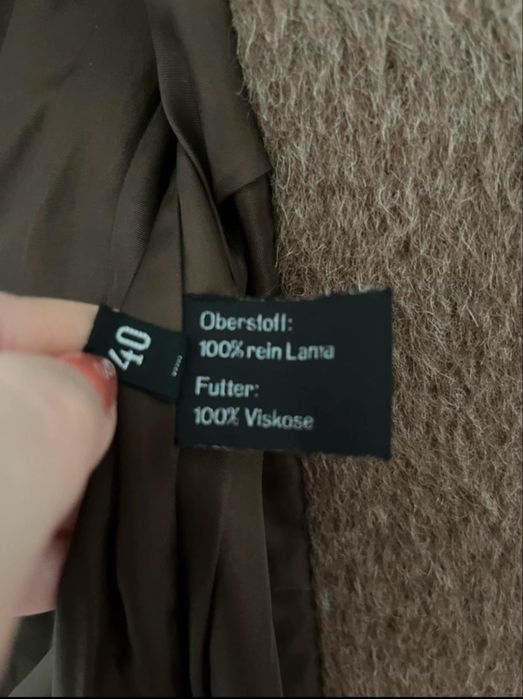 40
Oberstoff:
100% rein Lama
Futter:
100% Viskose